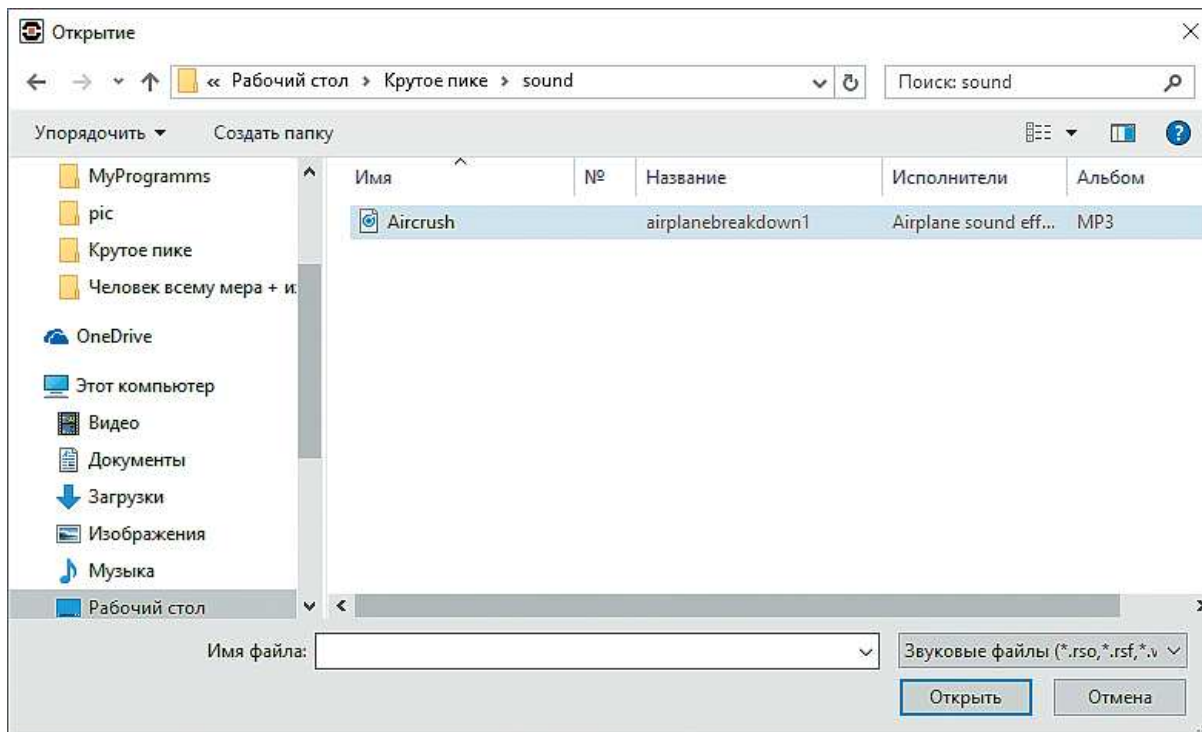 Открытие
« Рабочий стол › Крутое пике › sound
Поиск: sound
Упорядочить Создать папку
Имя № Название Исполнители Альбом
Aircrush airplanebreakdown1 Airplane sound eff... MP3
MyProgramms
pic
Крутое пике
Человек всему мера + и
OneDrive
Этот компьютер
Видео
Документы
Загрузки
Изображения
Музыка
Рабочий стол
Имя файла:
Звуковые файлы (*.rso,*.rsf,*.v
Открыть Отмена